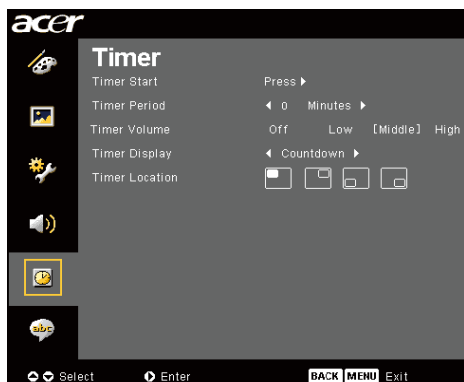 acer
Timer
Timer Start Press
Timer Period 0 Minutes
Timer Volume Off Low [Middle] High
Timer Display Countdown
Timer Location
abc
Select Enter BACK MENU Exit